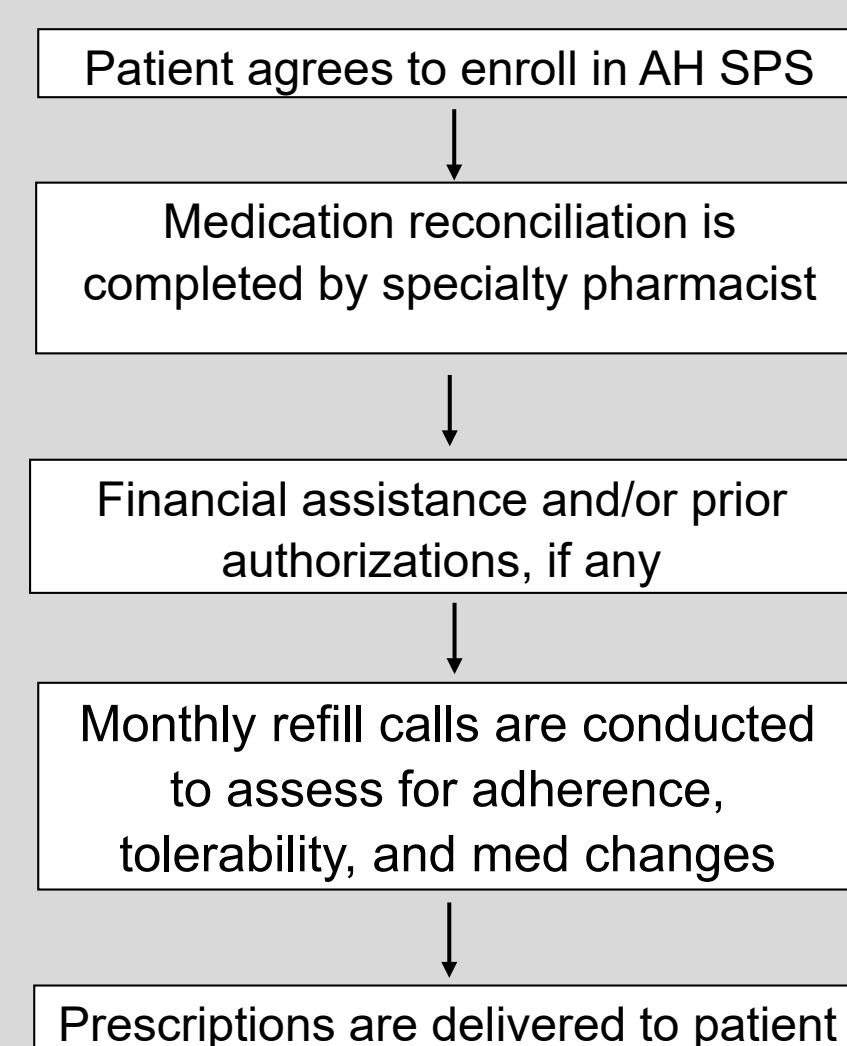 Patient agrees to enroll in AH SPS
Medication reconciliation is
completed by specialty pharmacist
Financial assistance and/or prior
authorizations, if any
Monthly refill calls are conducted
to assess for adherence,
tolerability, and med changes
Prescriptions are delivered to patient